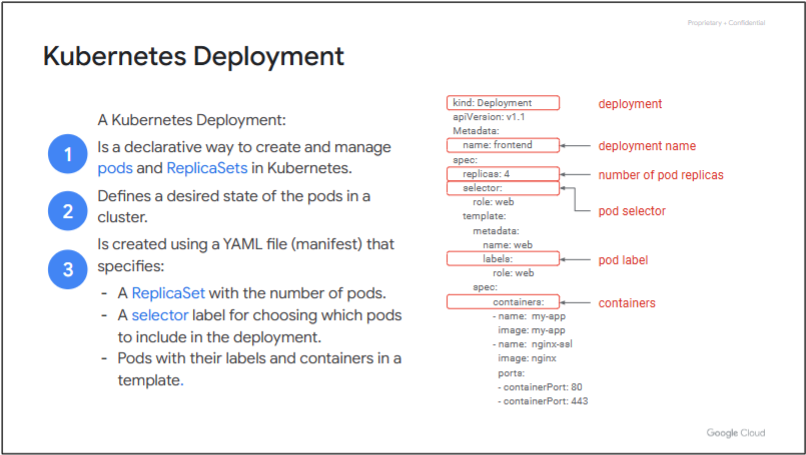 Proprietary + Confidential
Kubernetes Deployment
A Kubernetes Deployment:
1
Is a declarative way to create and manage
pods and ReplicaSets in Kubernetes.
2
Defines a desired state of the pods in a
cluster.
3
Is created using a YAML file (manifest) that
specifies:
- A ReplicaSet with the number of pods.
- A selector label for choosing which pods
to include in the deployment.
- Pods with their labels and containers in a
template.
kind: Deployment
apiVersion: v1.1
Metadata:
name: frontend
spec:
replicas: 4
selector:
role: web
template:
metadata:
name: web
labels:
role: web
spec:
containers:
- name: my-app
image: my-app
- name: nginx-ssl
image: nginx
ports:
- containerPort: 80
- containerPort: 443
deployment
deployment name
number of pod replicas
pod selector
pod label
containers
Google Cloud